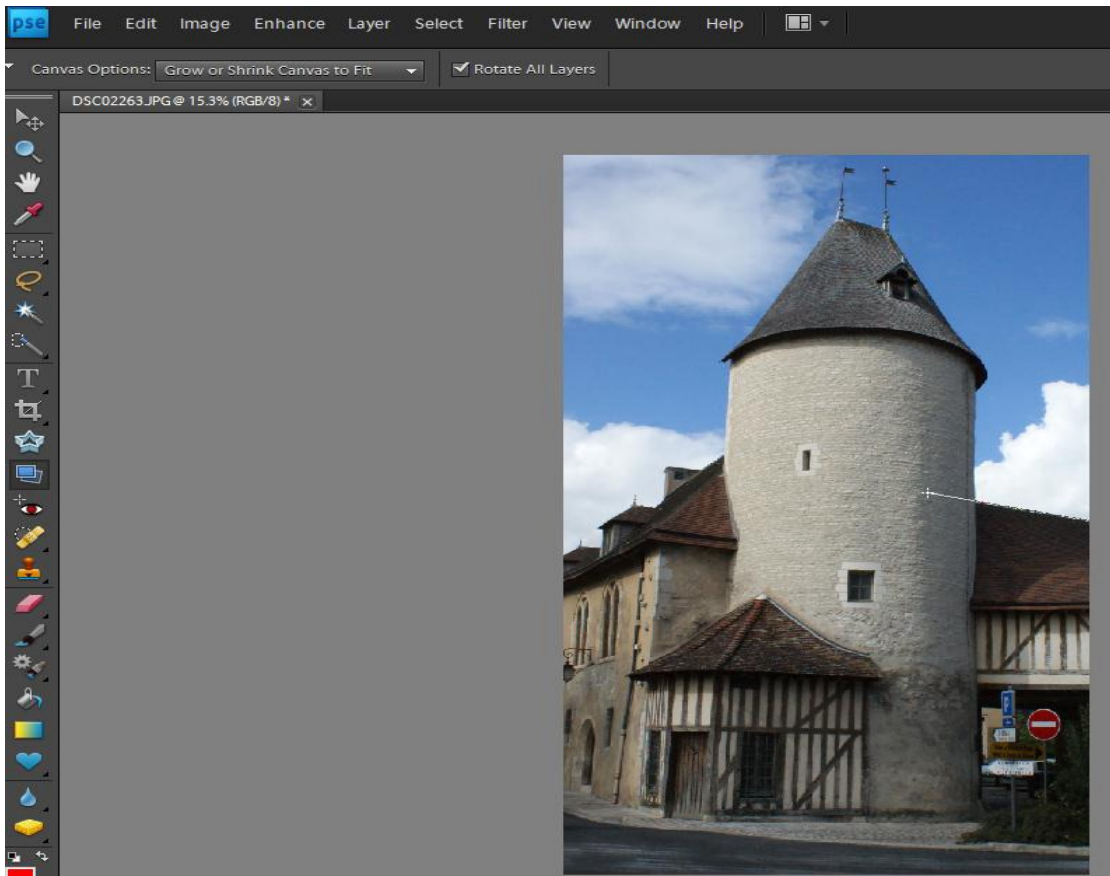 pse File Edit Image Enhance Layer Select Filter View Window Help
Canvas Options: Grow or Shrink Canvas to Fit Rotate All Layers
DSC02263.JPG @ 15.3% (RGB/8) *
T